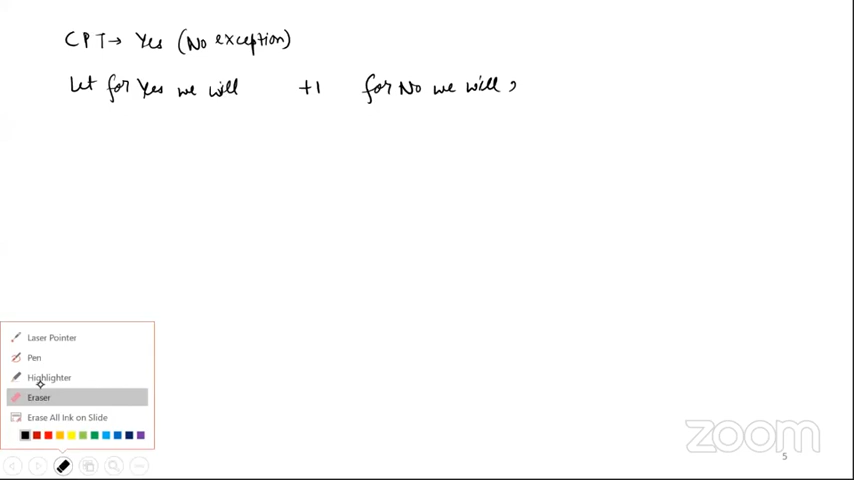 CPT→ Yes (No exception)
Let for Yes we will +1 for No we will ,
Laser Pointer
Pen
Highlighter
Eraser
Erase All Ink on Slide
zoom
5